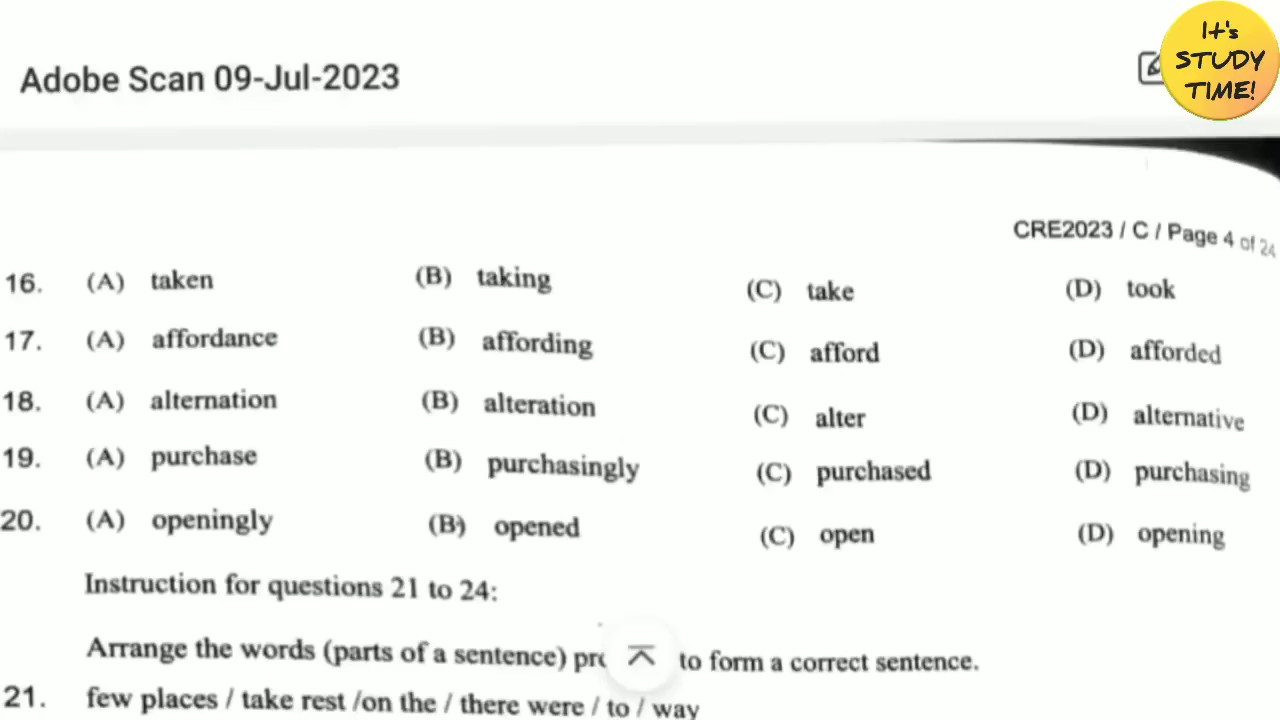 It's
STUDY
TIME!
Adobe Scan 09-Jul-2023
CRE2023 / C / Page 4 of 24
16. (A) taken (B) taking (C) take (D) took
17. (A) affordance (B) affording (C) afford (D) afforded
18. (A) alternation (B) alteration (C) alter (D) alternative
19. (A) purchase (B) purchasingly (C) purchased (D) purchasing
20. (A) openingly (B) opened (C) open (D) opening
Instruction for questions 21 to 24:
Arrange the words (parts of a sentence) to form a correct sentence.
21. few places / take rest /on the / there were / to / way